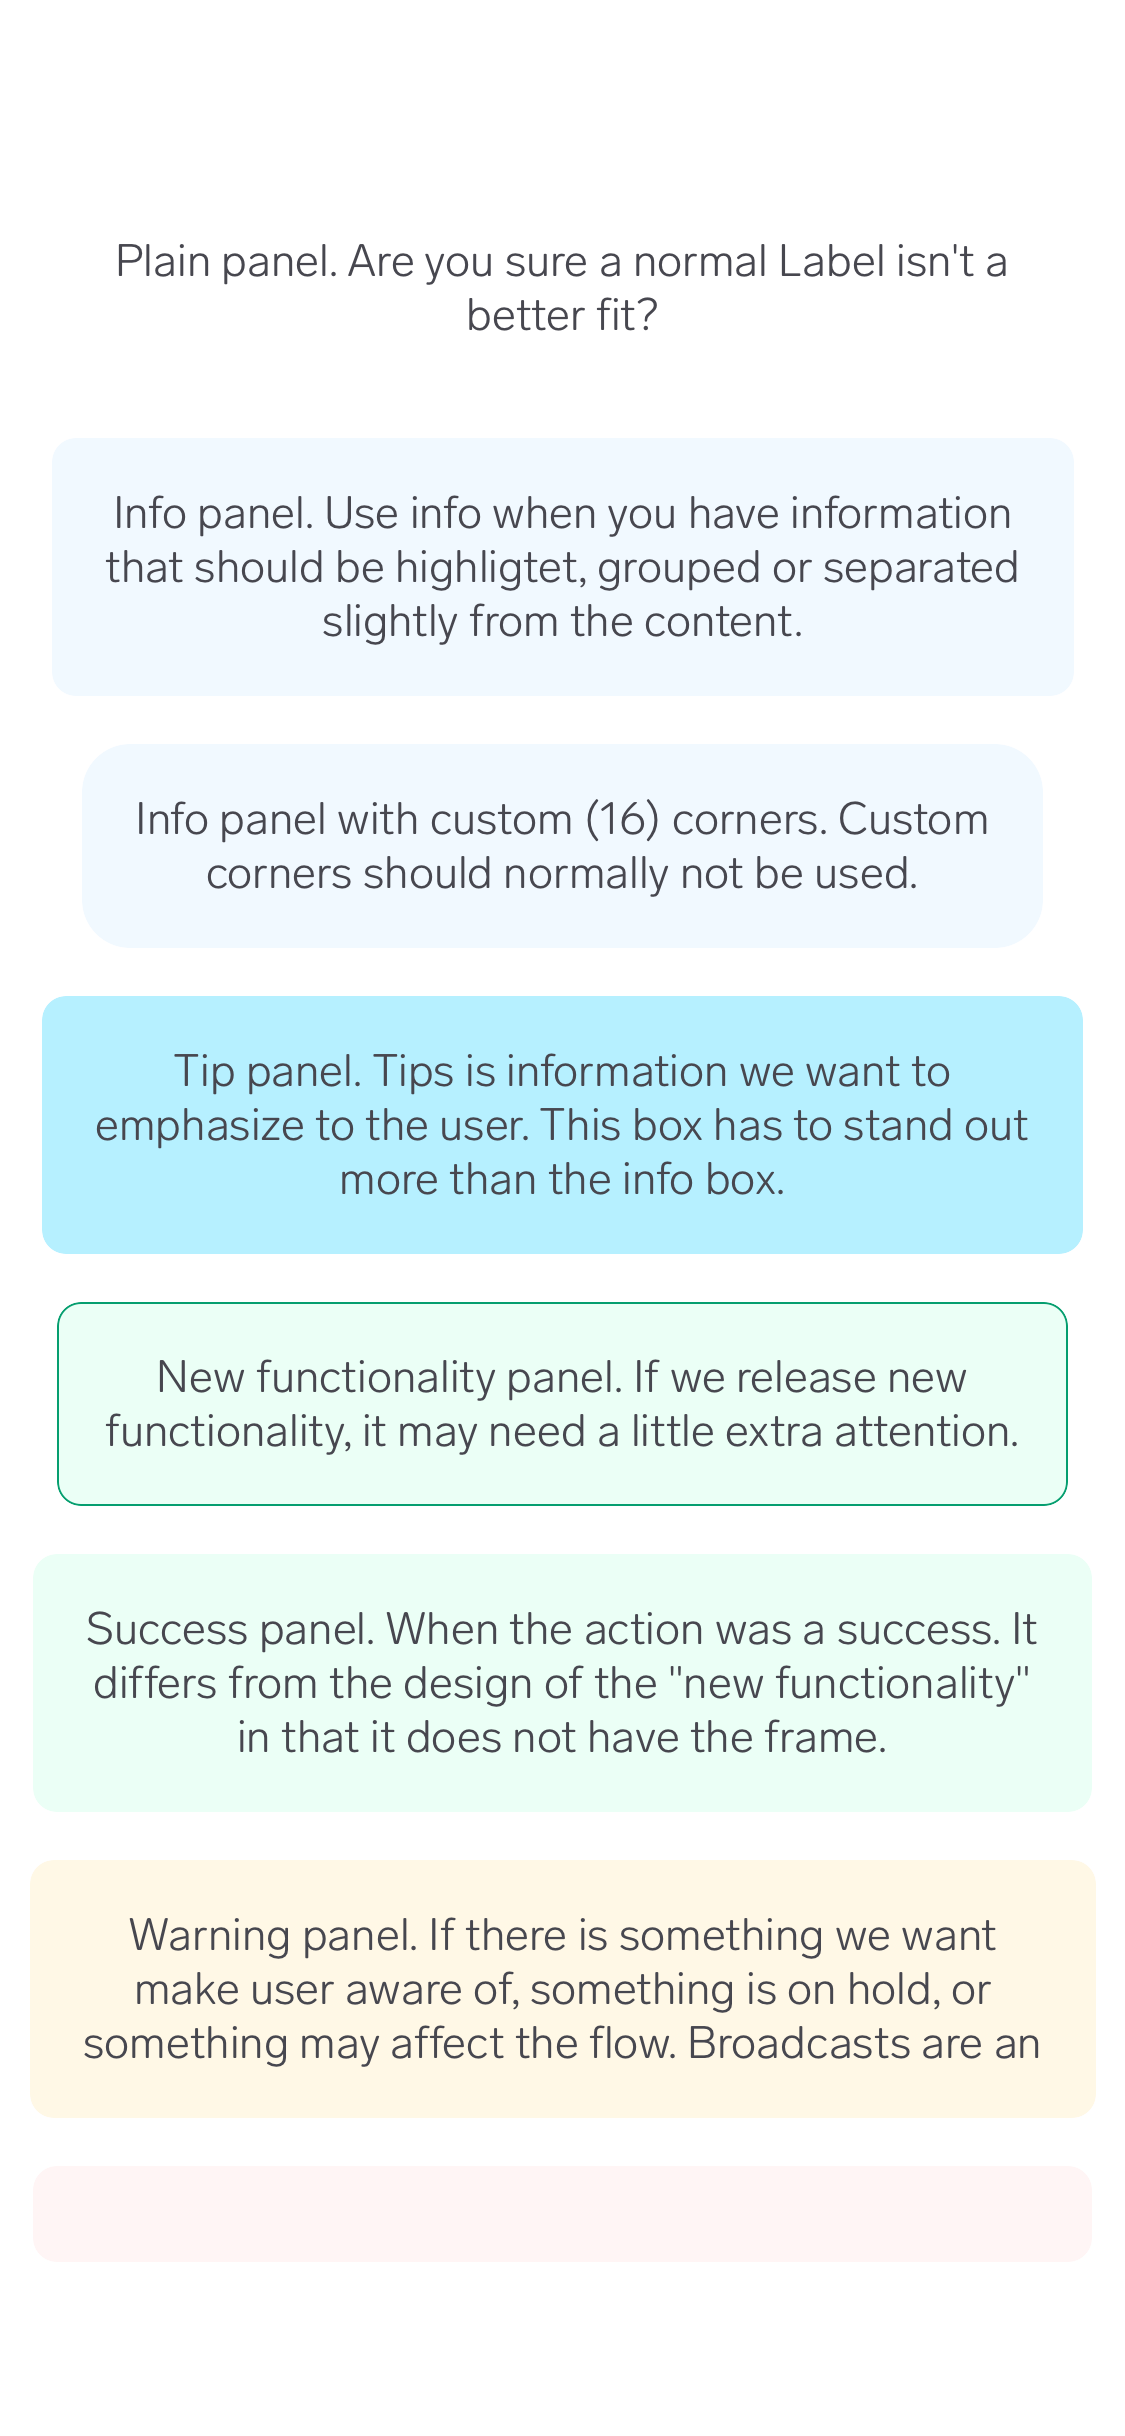 Plain panel. Are you sure a normal Label isn't a
better fit?
Info panel. Use info when you have information
that should be highligtet, grouped or separated
slightly from the content.
Info panel with custom (16) corners. Custom
corners should normally not be used.
Tip panel. Tips is information we want to
emphasize to the user. This box has to stand out
more than the info box.
New functionality panel. If we release new
functionality, it may need a little extra attention.
Success panel. When the action was a success. It
differs from the design of the "new functionality"
in that it does not have the frame.
Warning panel. If there is something we want
make user aware of, something is on hold, or
something may affect the flow. Broadcasts are an